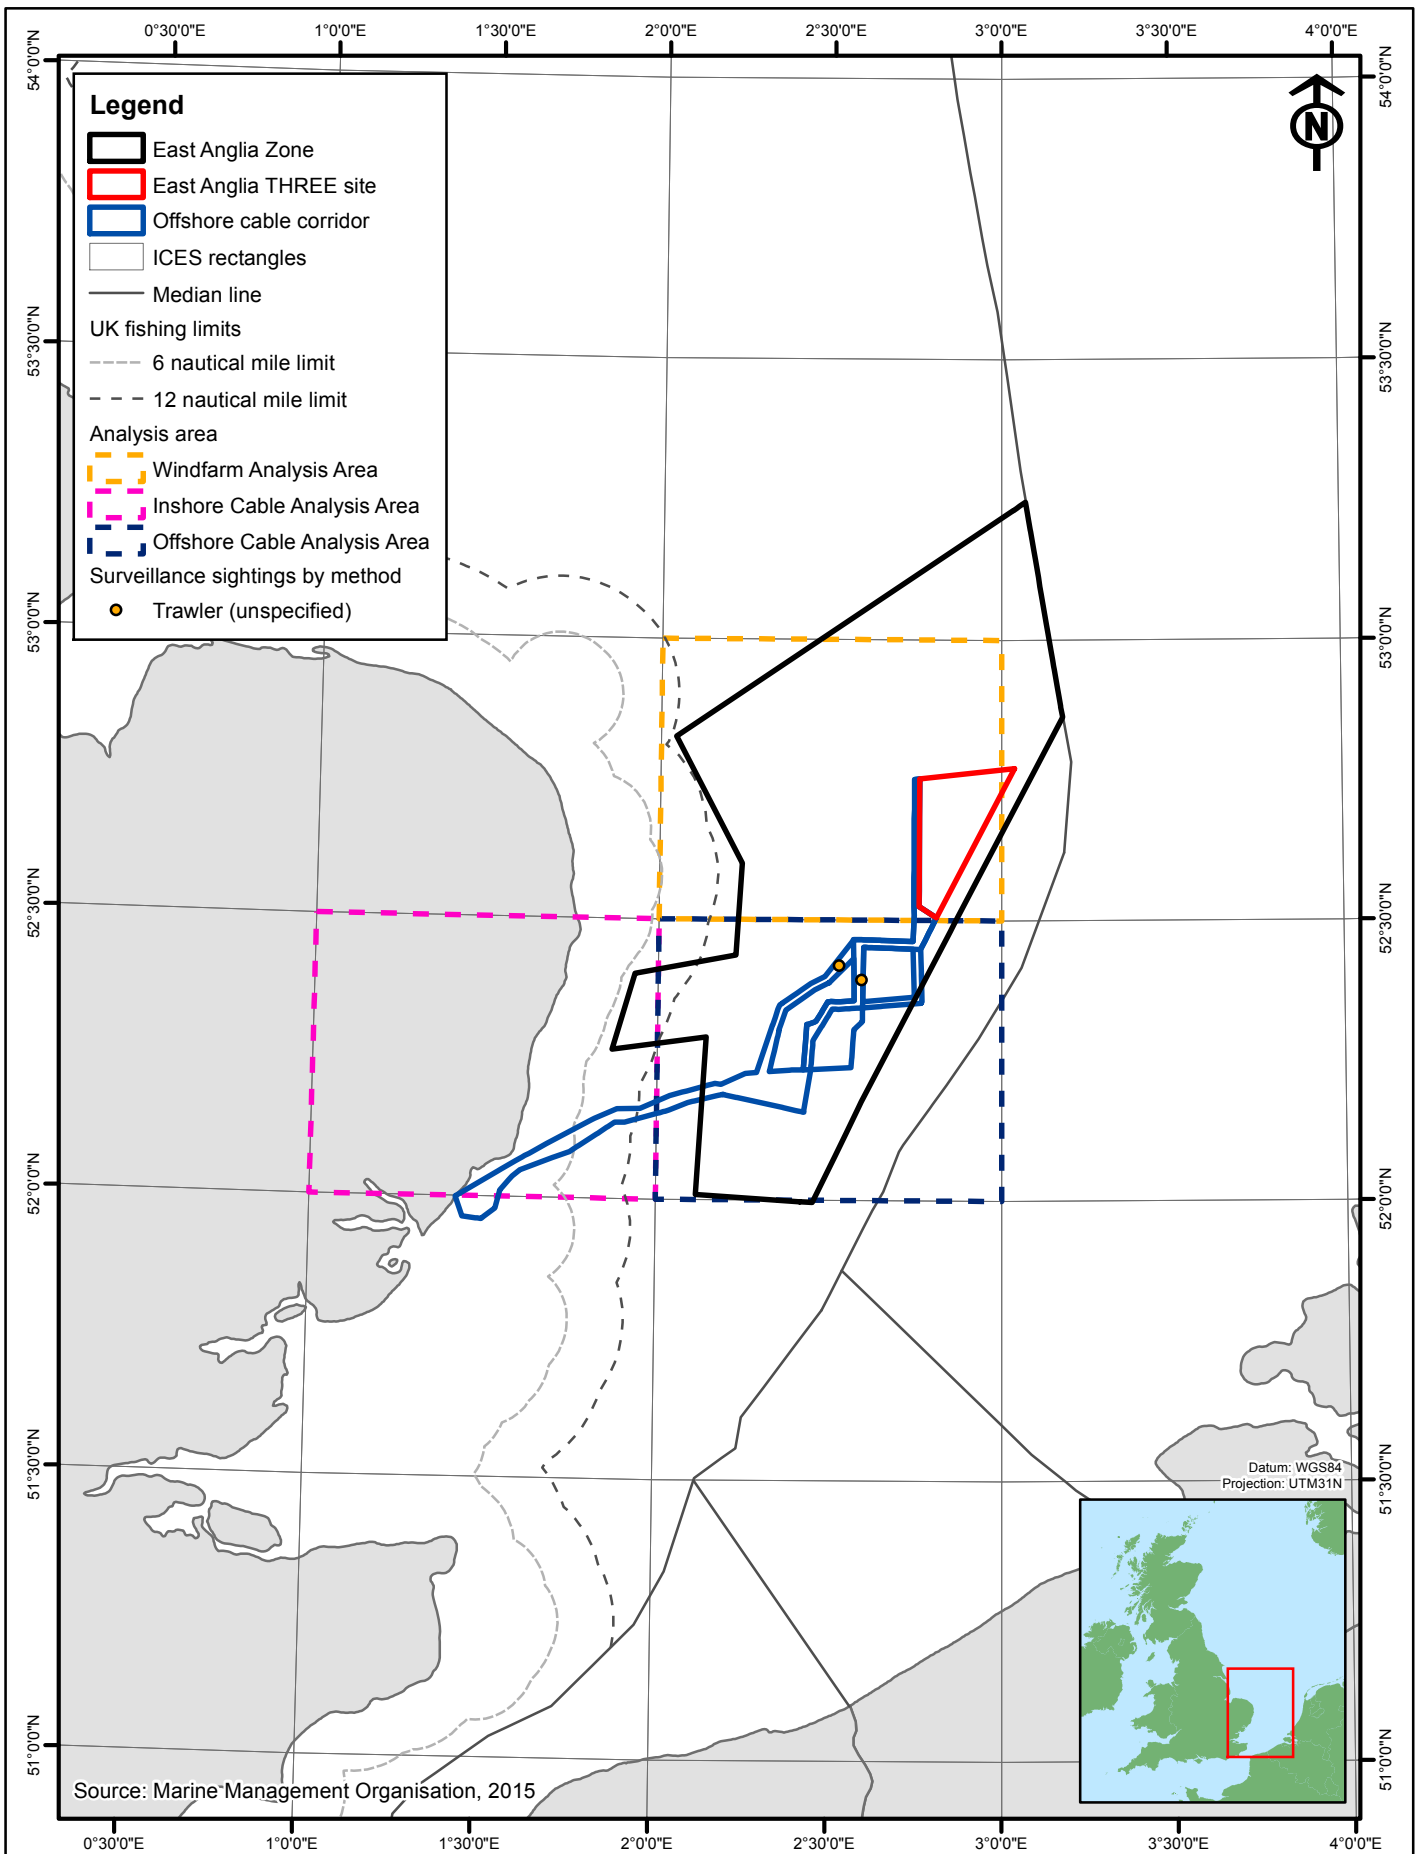 0°30'0"E 1°0'0"E 1°30'0"E 2°0'0"E 2°30'0"E 3°0'0"E 3°30'0"E 4°0'0"E
54°0'0"N
53°30'0"N
53°0'0"N
52°30'0"N
52°0'0"N
51°30'0"N
51°0'0"N
Legend
East Anglia Zone
East Anglia THREE site
Offshore cable corridor
ICES rectangles
Median line
UK fishing limits
6 nautical mile limit
12 nautical mile limit
Analysis area
Windfarm Analysis Area
Inshore Cable Analysis Area
Offshore Cable Analysis Area
Surveillance sightings by method
Trawler (unspecified)
N
54°0'0"N
53°30'0"N
53°0'0"N
52°30'0"N
52°0'0"N
51°30'0"N
51°0'0"N
Datum: WGS84
Projection: UTM31N
Source: Marine Management Organisation, 2015
0°30'0"E 1°0'0"E 1°30'0"E 2°0'0"E 2°30'0"E 3°0'0"E 3°30'0"E 4°0'0"E